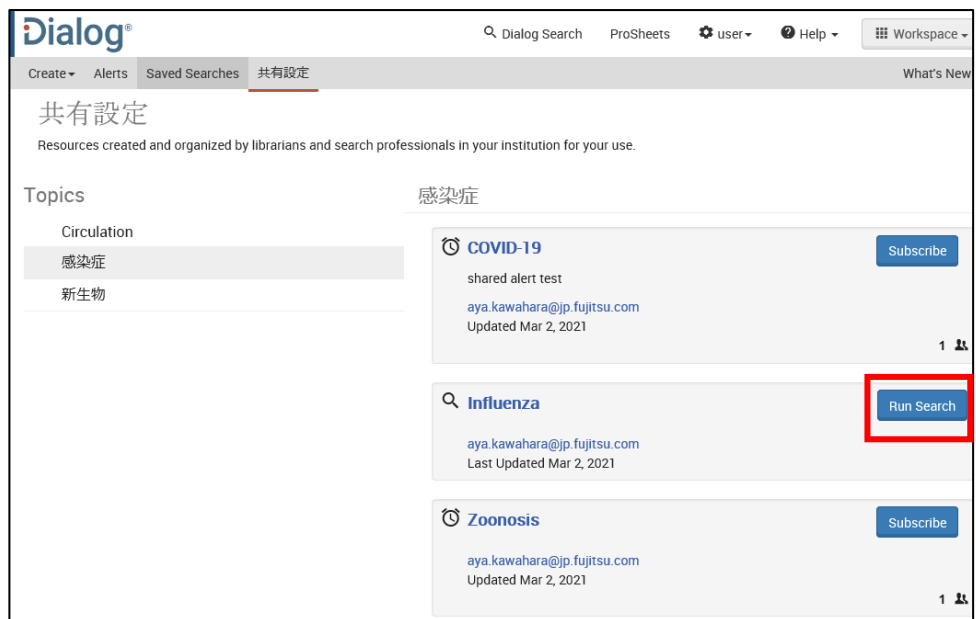 Dialog®
Dialog Search ProSheets user Help Workspace
Create Alerts Saved Searches 共有設定 What's New
共有設定
Resources created and organized by librarians and search professionals in your institution for your use.
Topics
Circulation
感染症
新生物
感染症
COVID-19 Subscribe
shared alert test
aya.kawahara@jp.fujitsu.com
Updated Mar 2, 2021
1
Influenza Run Search
aya.kawahara@jp.fujitsu.com
Last Updated Mar 2, 2021
Zoonosis Subscribe
aya.kawahara@jp.fujitsu.com
Updated Mar 2, 2021
1